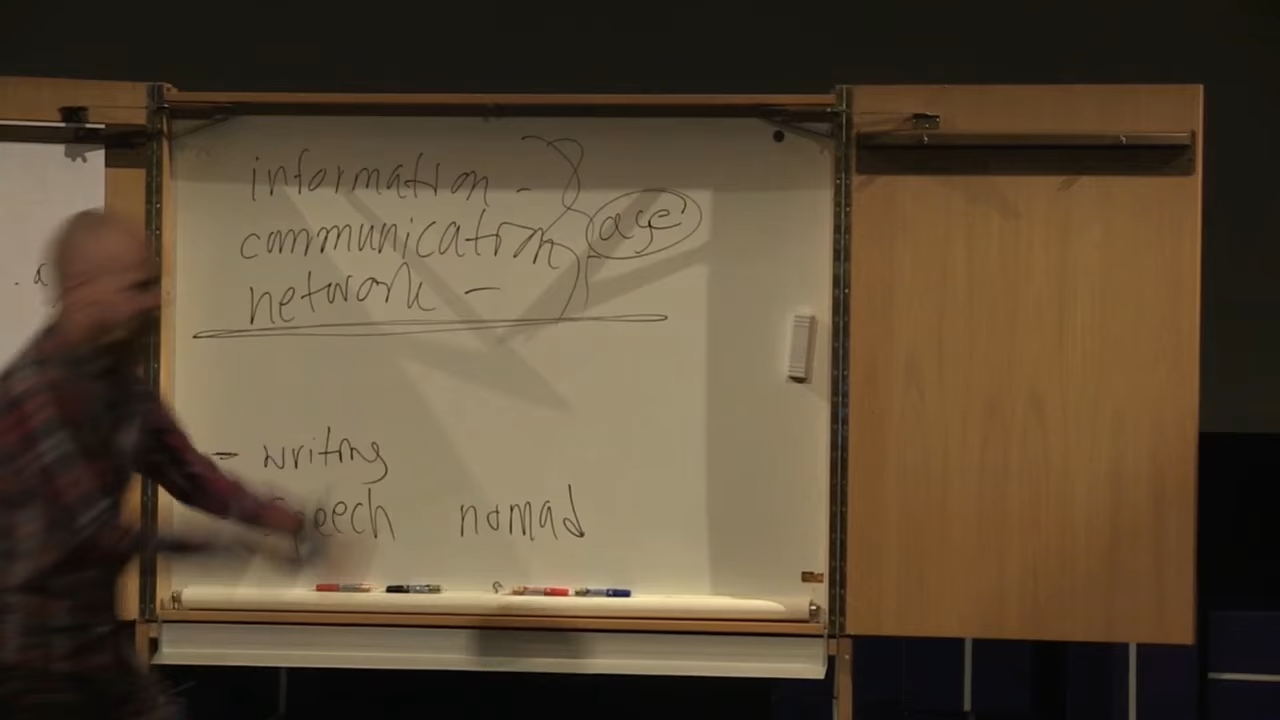 information -
communication
network -
age
- writing
speech nomad
a